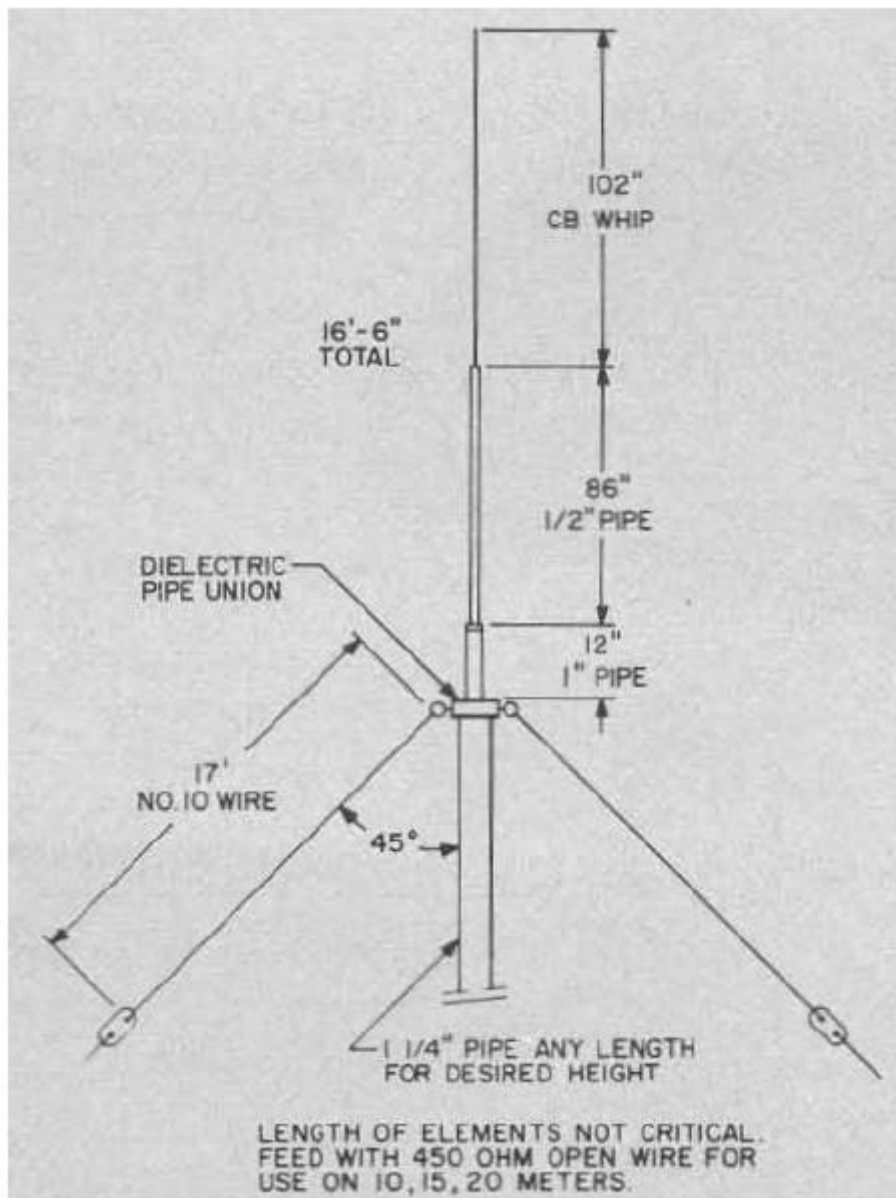 102"
CB WHIP
16'-6"
TOTAL
86"
1/2" PIPE
DIELECTRIC
PIPE UNION
12"
1" PIPE
17'
NO.10 WIRE
45°
1 1/4" PIPE ANY LENGTH
FOR DESIRED HEIGHT
LENGTH OF ELEMENTS NOT CRITICAL.
FEED WITH 450 OHM OPEN WIRE FOR
USE ON 10,15,20 METERS.